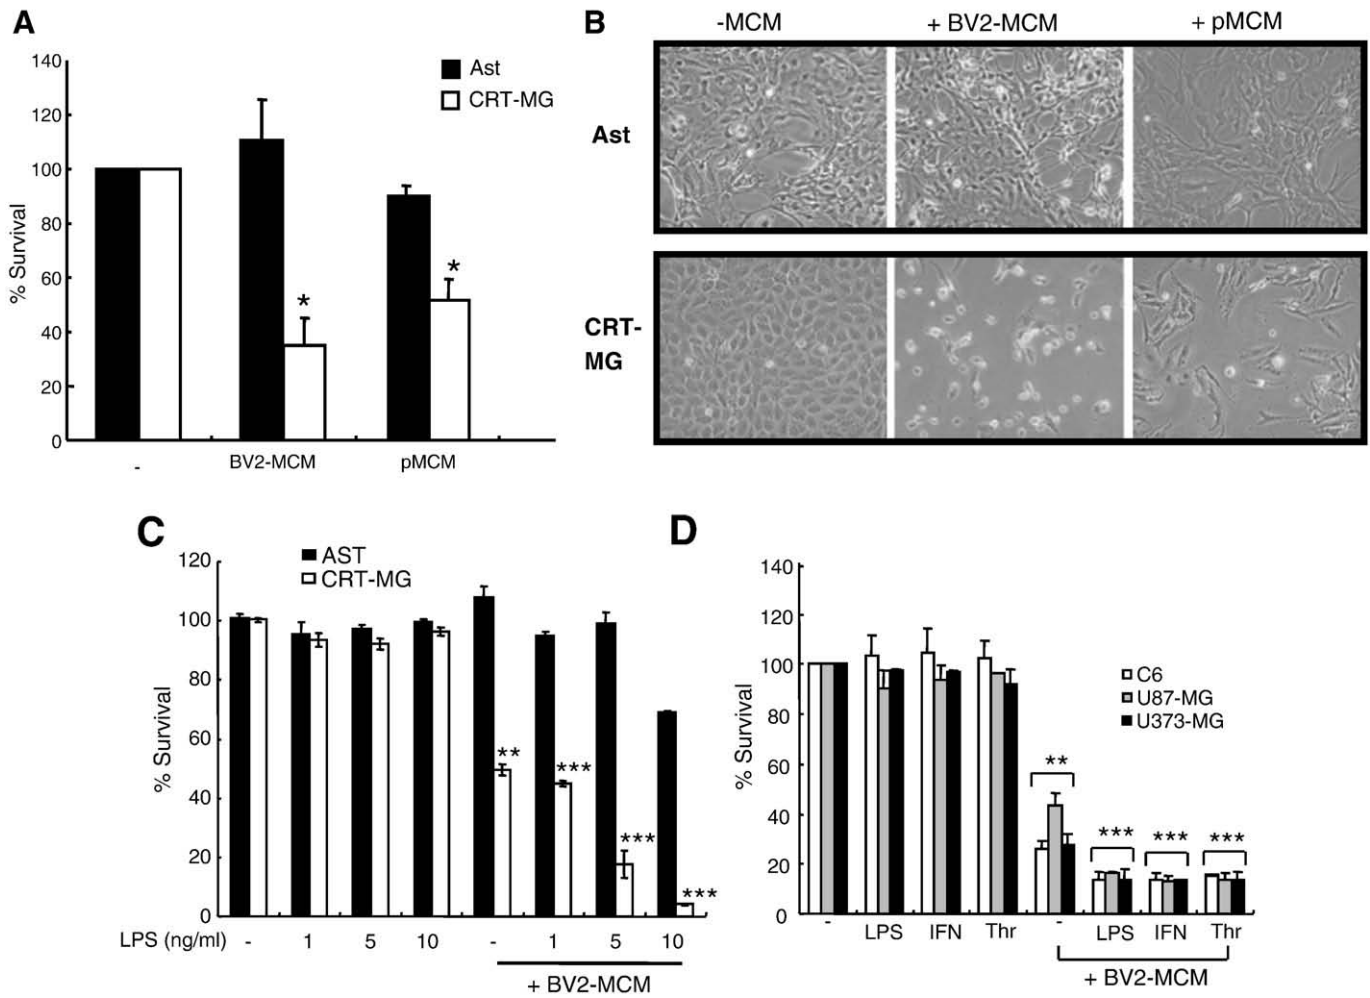 A
140
120
100
80
60
40
20
0
% Survival
Ast
CRT-MG
*
*
- BV2-MCM pMCM
B
-MCM + BV2-MCM + pMCM
Ast
CRT-
MG
C
120
100
80
60
40
20
0
% Survival
AST
CRT-MG
** *** *** ***
LPS (ng/ml) - 1 5 10 - 1 5 10
+ BV2-MCM
D
140
120
100
80
60
40
20
0
% Survival
C6
U87-MG
U373-MG
** *** *** ***
- LPS IFN Thr - LPS IFN Thr
+ BV2-MCM